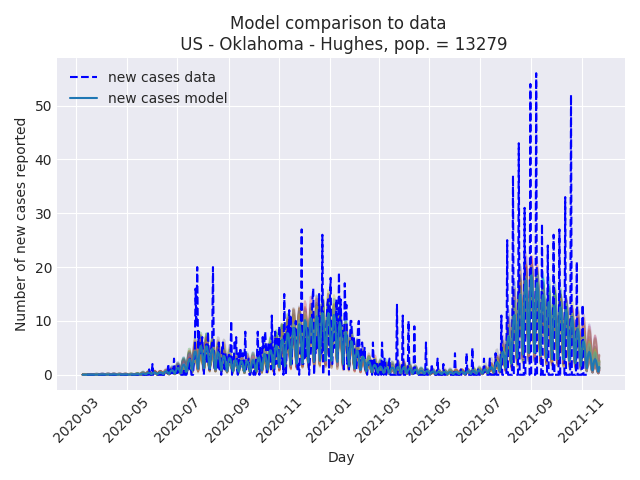 Model comparison to data
US - Oklahoma - Hughes, pop. = 13279
new cases data
new cases model
Number of new cases reported
50
40
30
20
10
0
2020-03
2020-05
2020-07
2020-09
2020-11
2021-01
2021-03
2021-05
2021-07
2021-09
2021-11
Day